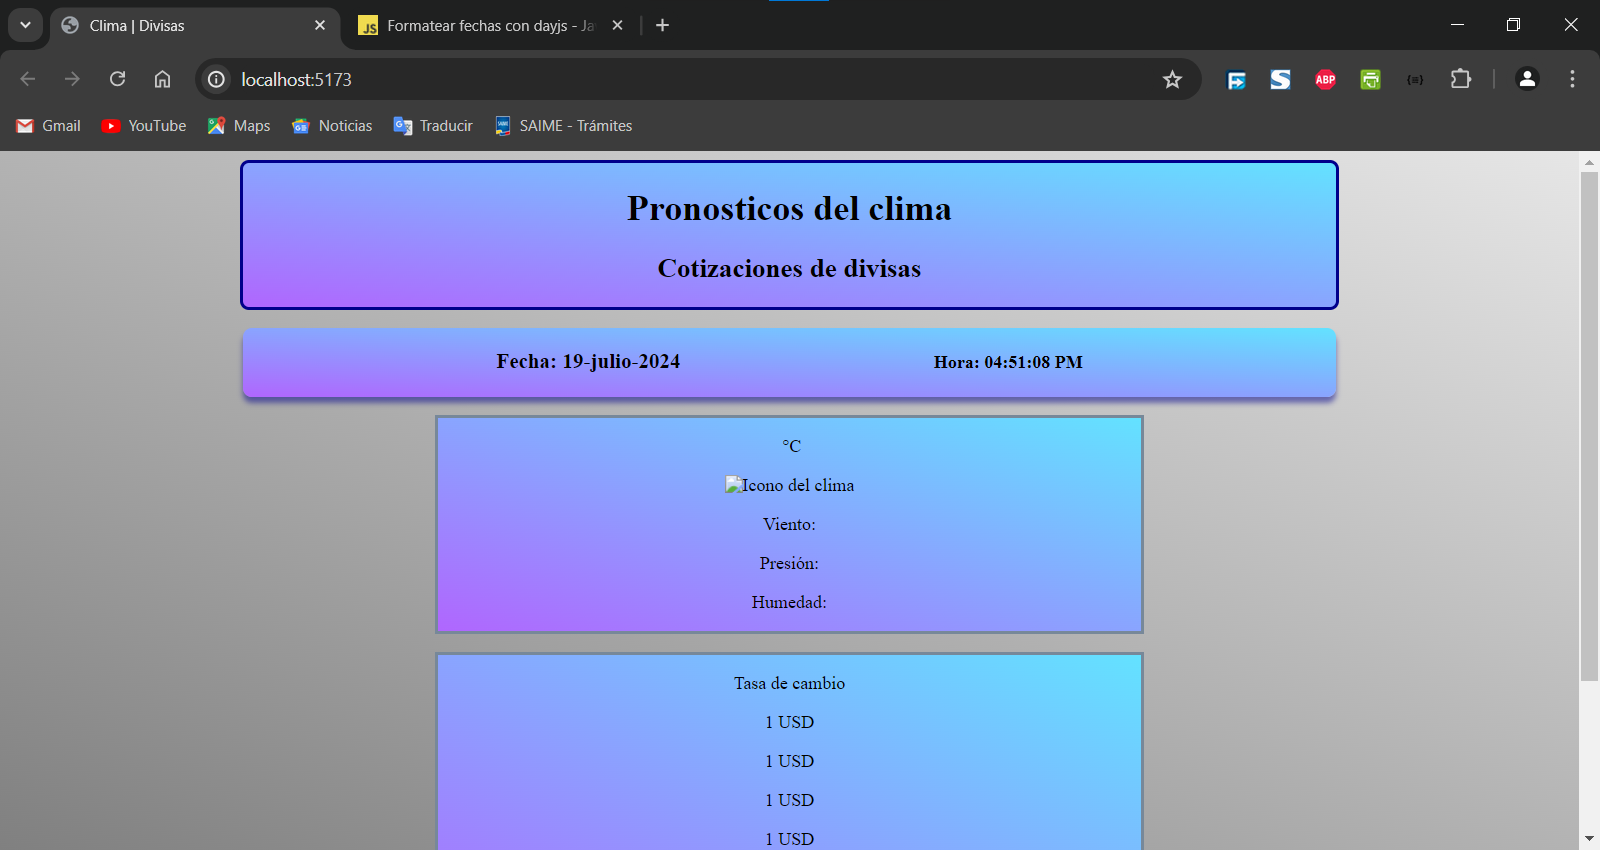 Clima | Divisas
Formatear fechas con dayjs - Ja
localhost:5173
Gmail
YouTube
Maps
Noticias
Traducir
SAIME - Trámites
JS
ABP
Pronosticos del clima
Cotizaciones de divisas
Fecha: 19-julio-2024
Hora: 04:51:08 PM
°C
Icono del clima
Viento:
Presión:
Humedad:
Tasa de cambio
1 USD
1 USD
1 USD
1 USD